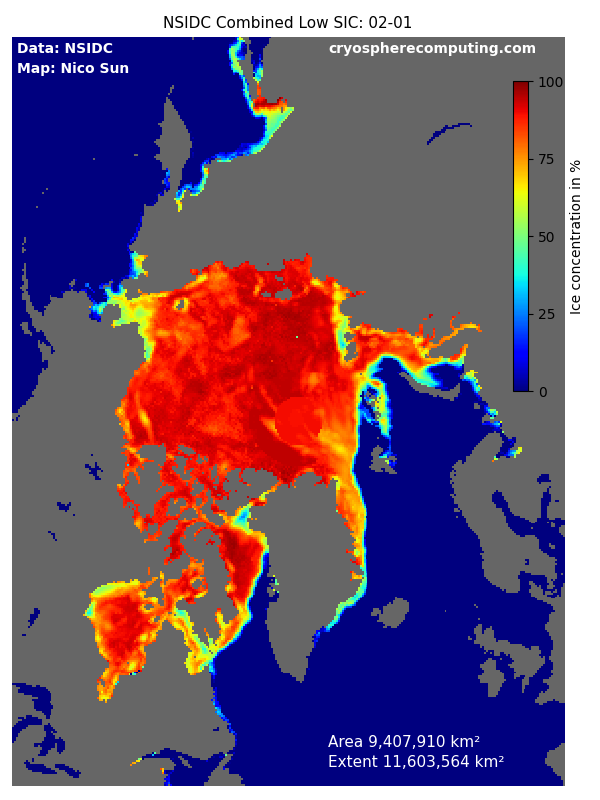 NSIDC Combined Low SIC: 02-01
Data: NSIDC
Map: Nico Sun
cryospherecomputing.com
100
75
50
25
0
Ice concentration in %
Area 9,407,910 km²
Extent 11,603,564 km²